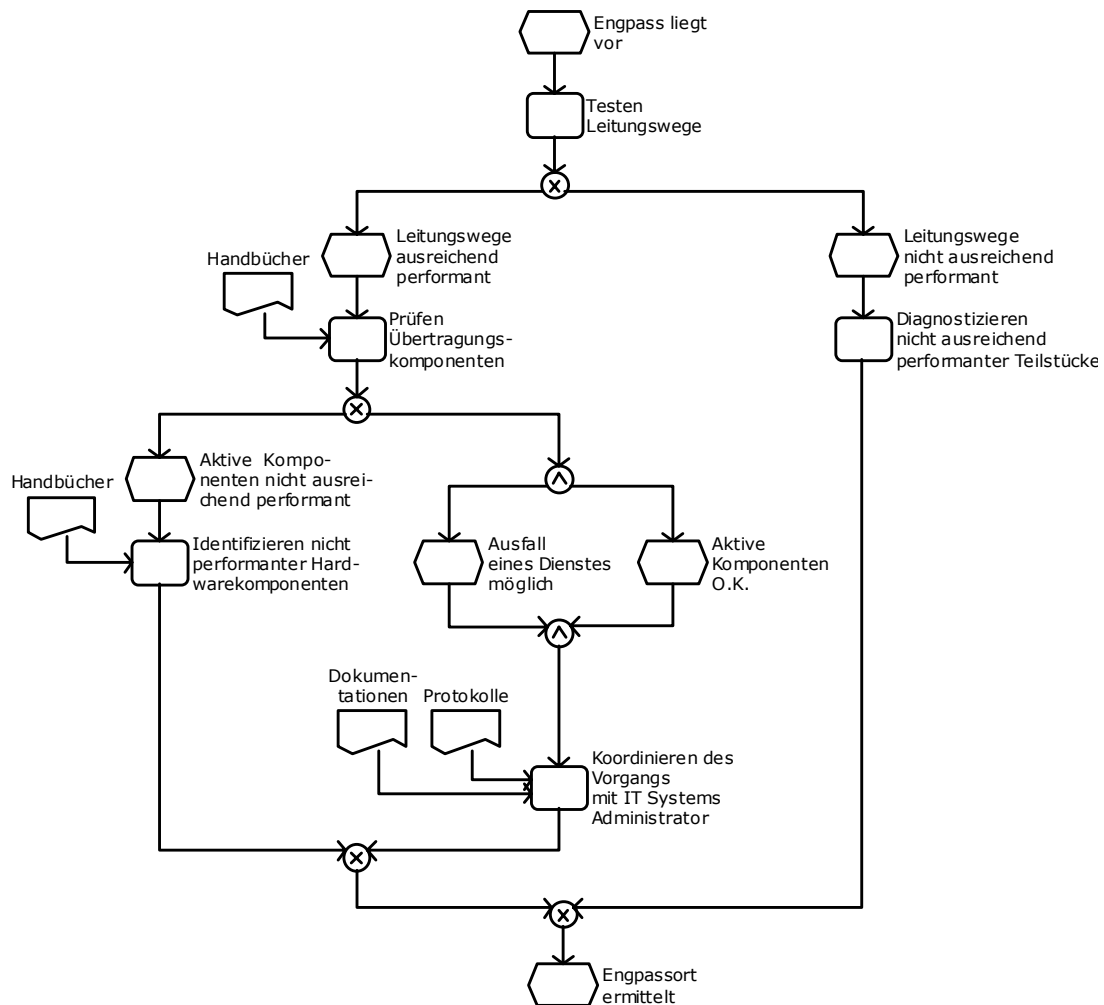 Engpass liegt
vor
Testen
Leitungswege
x
Leitungswege
ausreichend
performant
Leitungswege
nicht ausreichend
performant
Handbücher
Prüfen
Übertragungs-
komponenten
Diagnostizieren
nicht ausreichend
performanter Teilstücke
x
Aktive Kompo-
nenten nicht ausrei-
chend performant
Handbücher
^
Identifizieren nicht
performanter Hard-
warekomponenten
Ausfall
eines Dienstes
möglich
Aktive
Komponenten
O.K.
^
Dokumen-
tationen
Protokolle
Koordinieren des
Vorgangs
mit IT Systems
Administrator
x
x
Engpassort
ermittelt